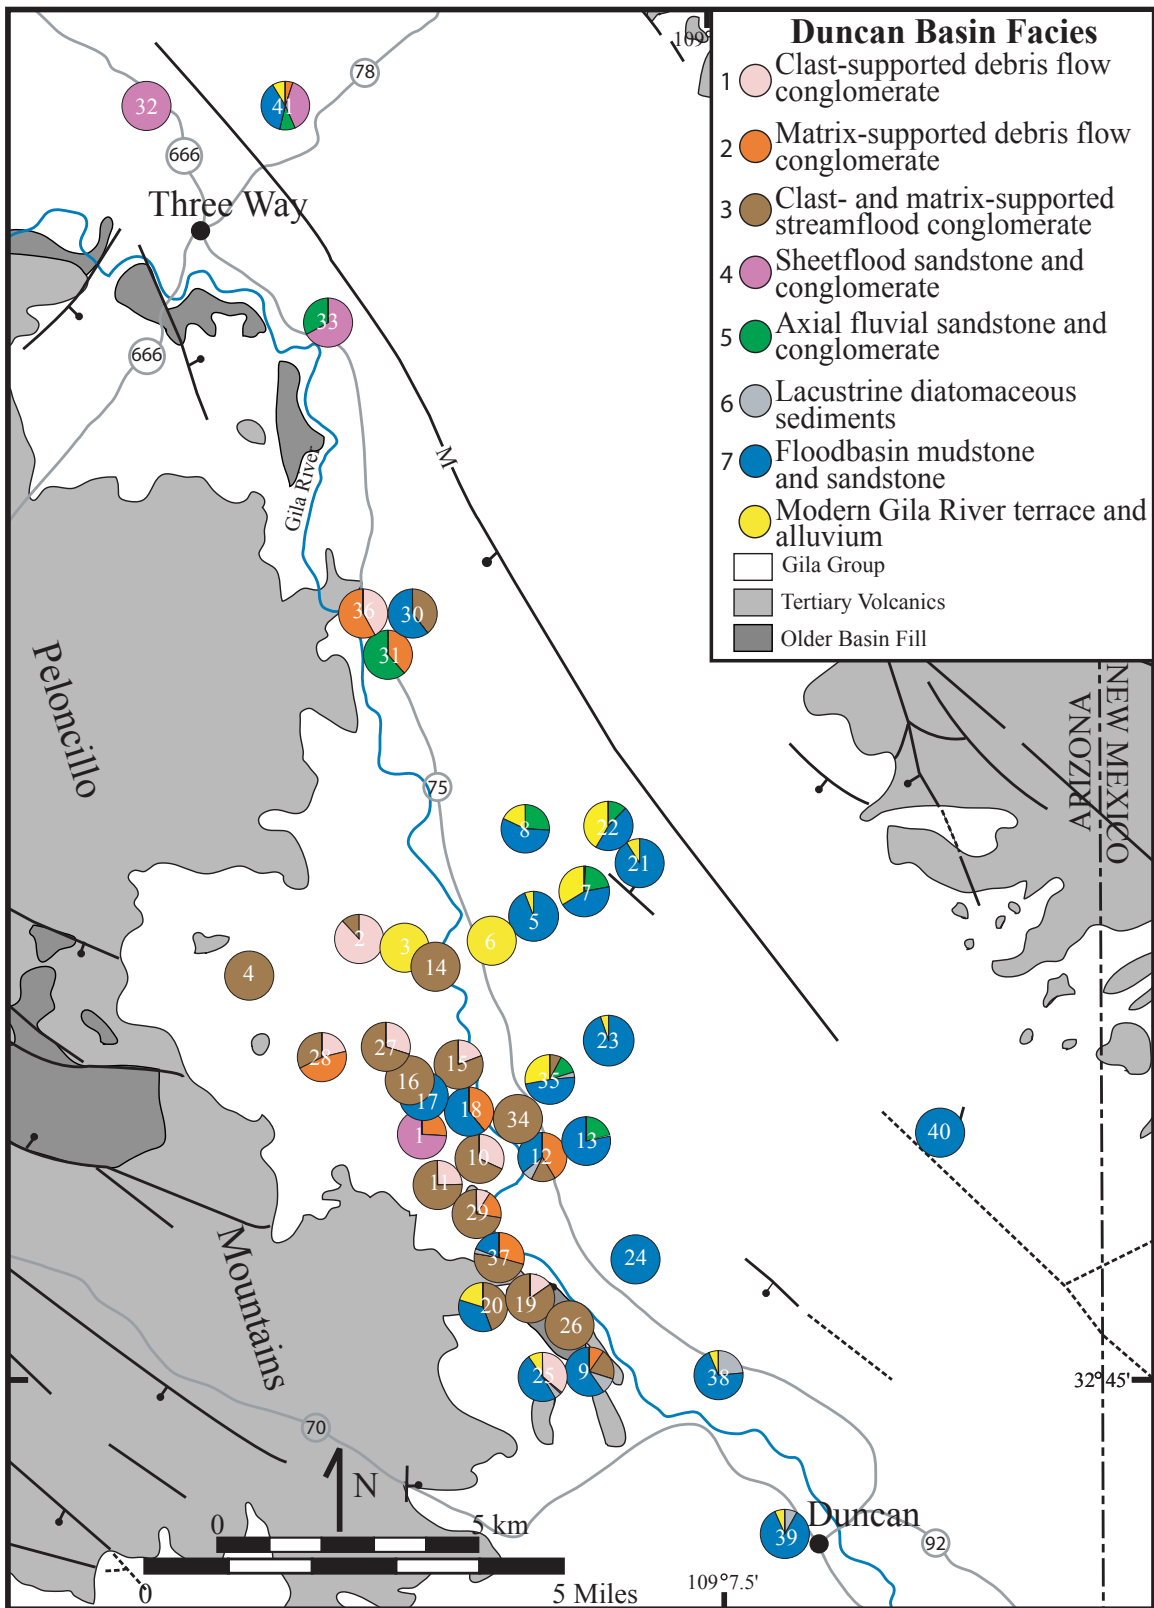 109°
Duncan Basin Facies
1 Clast-supported debris flow
conglomerate
2 Matrix-supported debris flow
conglomerate
3 Clast- and matrix-supported
streamflood conglomerate
4 Sheetflood sandstone and
conglomerate
5 Axial fluvial sandstone and
conglomerate
6 Lacustrine diatomaceous
sediments
7 Floodbasin mudstone
and sandstone
Modern Gila River terrace and
alluvium
Gila Group
Tertiary Volcanics
Older Basin Fill
78
32
41
666
Three Way
33
666
M
Gila River
36
30
31
Peloncillo
ARIZONA
NEW MEXICO
75
8
22
21
7
5
2
3
6
14
4
23
27
28
15
35
16
17
18
34
1
13
40
10
12
11
29
37
24
Mountains
19
20
26
25
9
38
32°45'
70
N
39
Duncan
92
0
5 km
0
5 Miles
109°7.5'